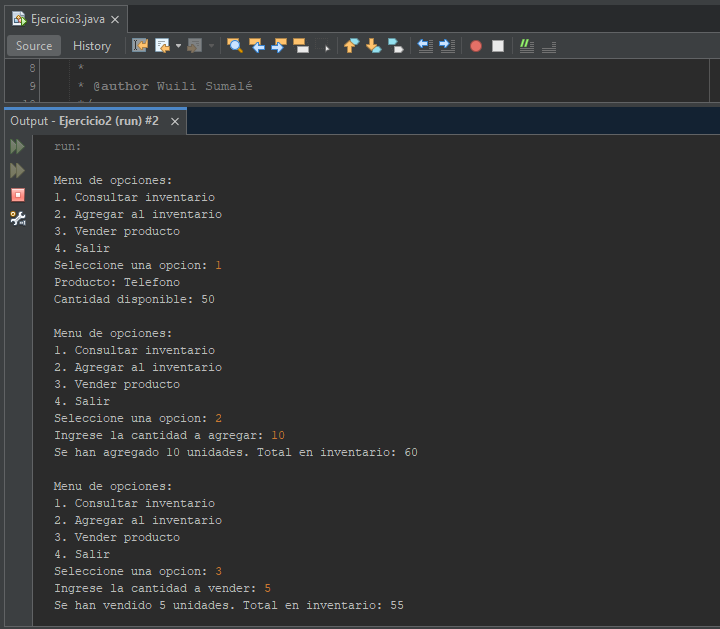 Ejercicio3.java
Source History
8 *
9 * @author Wuili Sumalé
Output - Ejercicio2 (run) #2
run:
Menu de opciones:
1. Consultar inventario
2. Agregar al inventario
3. Vender producto
4. Salir
Seleccione una opcion: 1
Producto: Telefono
Cantidad disponible: 50
Menu de opciones:
1. Consultar inventario
2. Agregar al inventario
3. Vender producto
4. Salir
Seleccione una opcion: 2
Ingrese la cantidad a agregar: 10
Se han agregado 10 unidades. Total en inventario: 60
Menu de opciones:
1. Consultar inventario
2. Agregar al inventario
3. Vender producto
4. Salir
Seleccione una opcion: 3
Ingrese la cantidad a vender: 5
Se han vendido 5 unidades. Total en inventario: 55